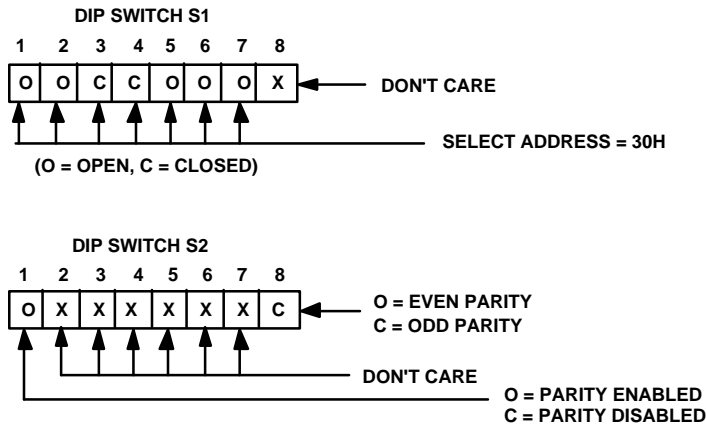 DIP SWITCH S1
1 2 3 4 5 6 7 8
O O C C O O O X
DON'T CARE
SELECT ADDRESS = 30H
(O = OPEN, C = CLOSED)
DIP SWITCH S2
1 2 3 4 5 6 7 8
O X X X X X X C
O = EVEN PARITY
C = ODD PARITY
DON'T CARE
O = PARITY ENABLED
C = PARITY DISABLED